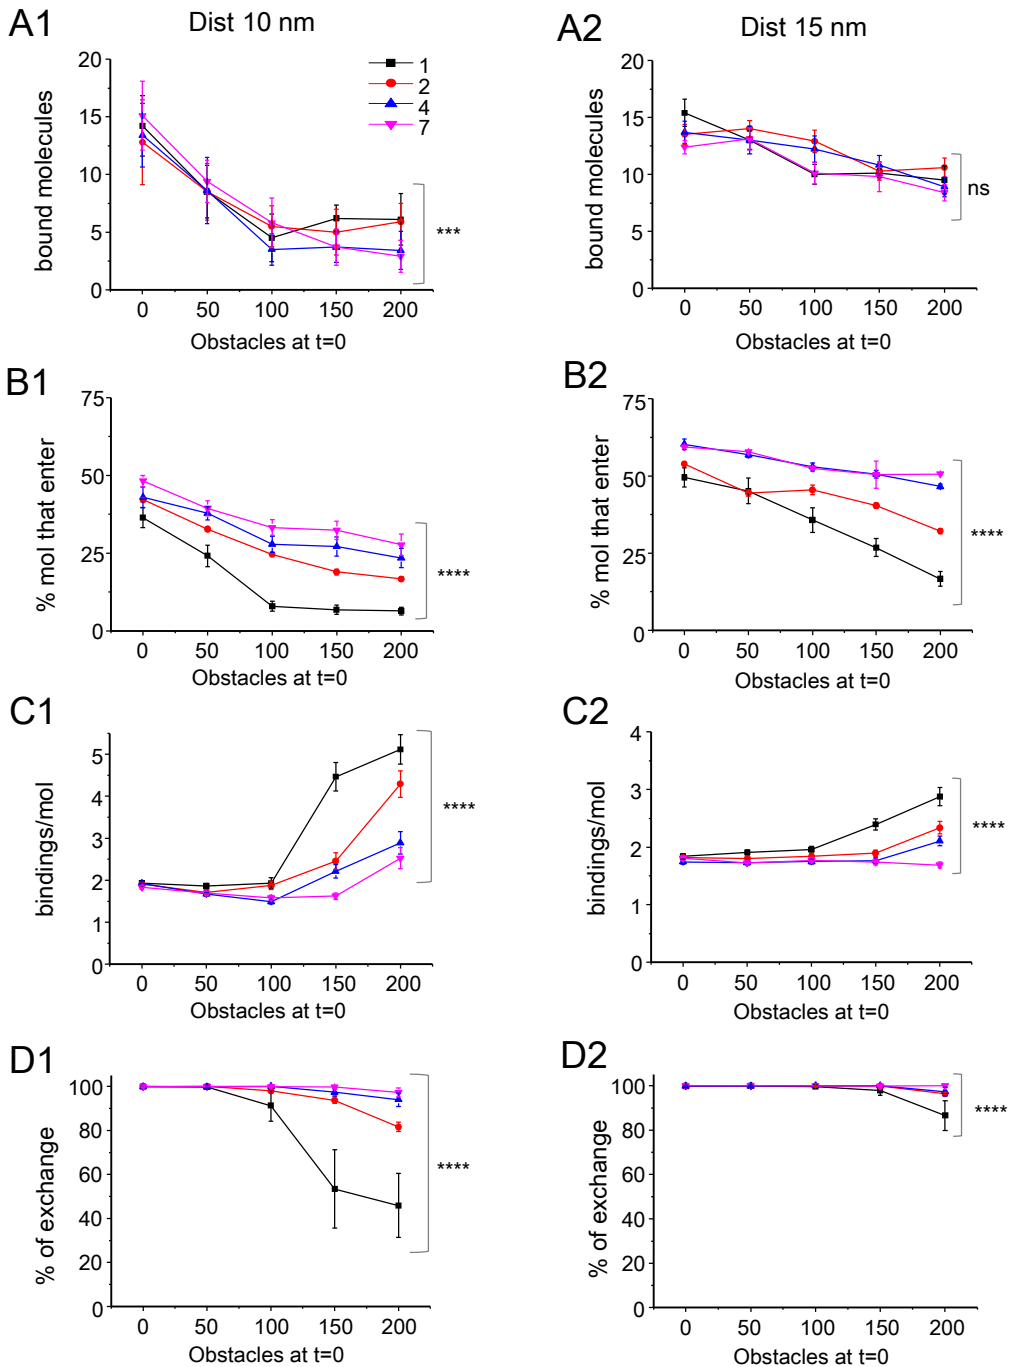 A1
Dist 10 nm
A2
Dist 15 nm
20
15
10
5
0
bound molecules
1
2
4
7
***
0 50 100 150 200
Obstacles at t=0
20
15
10
5
0
bound molecules
ns
0 50 100 150 200
Obstacles at t=0
B1
75
50
25
0
% mol that enter
****
0 50 100 150 200
Obstacles at t=0
B2
75
50
25
0
% mol that enter
****
0 50 100 150 200
Obstacles at t=0
C1
5
4
3
2
1
0
bindings/mol
****
0 50 100 150 200
Obstacles at t=0
C2
4
3
2
1
0
bindings/mol
****
0 50 100 150 200
Obstacles at t=0
D1
100
80
60
40
20
0
% of exchange
****
0 50 100 150 200
Obstacles at t=0
D2
100
80
60
40
20
0
% of exchange
****
0 50 100 150 200
Obstacles at t=0